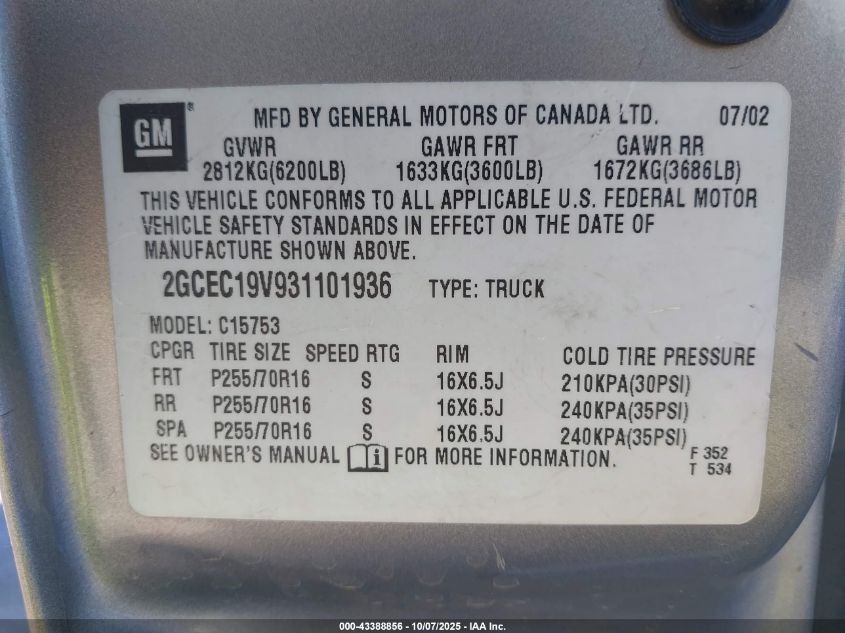 GM ® MFD BY GENERAL MOTORS OF CANADA LTD. 07/02
GVWR GAWR FRT GAWR RR
2812KG(6200LB) 1633KG(3600LB) 1672KG(3686LB)
THIS VEHICLE CONFORMS TO ALL APPLICABLE U.S. FEDERAL MOTOR
VEHICLE SAFETY STANDARDS IN EFFECT ON THE DATE OF
MANUFACTURE SHOWN ABOVE.
2GCEC19V931101936 TYPE: TRUCK
MODEL: C15753
CPGR TIRE SIZE SPEED RTG RIM COLD TIRE PRESSURE
FRT P255/70R16 S 16X6.5J 210KPA(30PSI)
RR P255/70R16 S 16X6.5J 240KPA(35PSI)
SPA P255/70R16 S 16X6.5J 240KPA(35PSI)
SEE OWNER'S MANUAL i FOR MORE INFORMATION. F 352
T 534
000-43388856 - 10/07/2025 - IAA Inc.